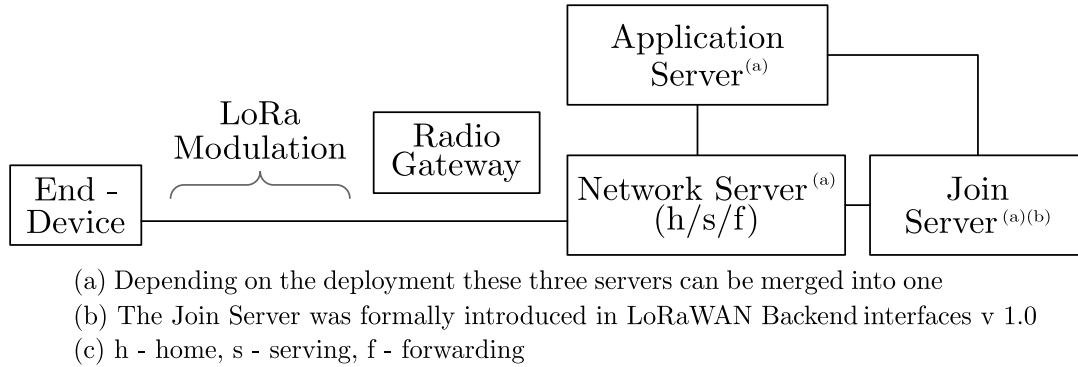 Application
Server(a)
LoRa
Modulation
Radio
Gateway
End -
Device
Network Server(a)
(h/s/f)
Join
Server(a)(b)
(a) Depending on the deployment these three servers can be merged into one
(b) The Join Server was formally introduced in LoRaWAN Backend interfaces v 1.0
(c) h - home, s - serving, f - forwarding